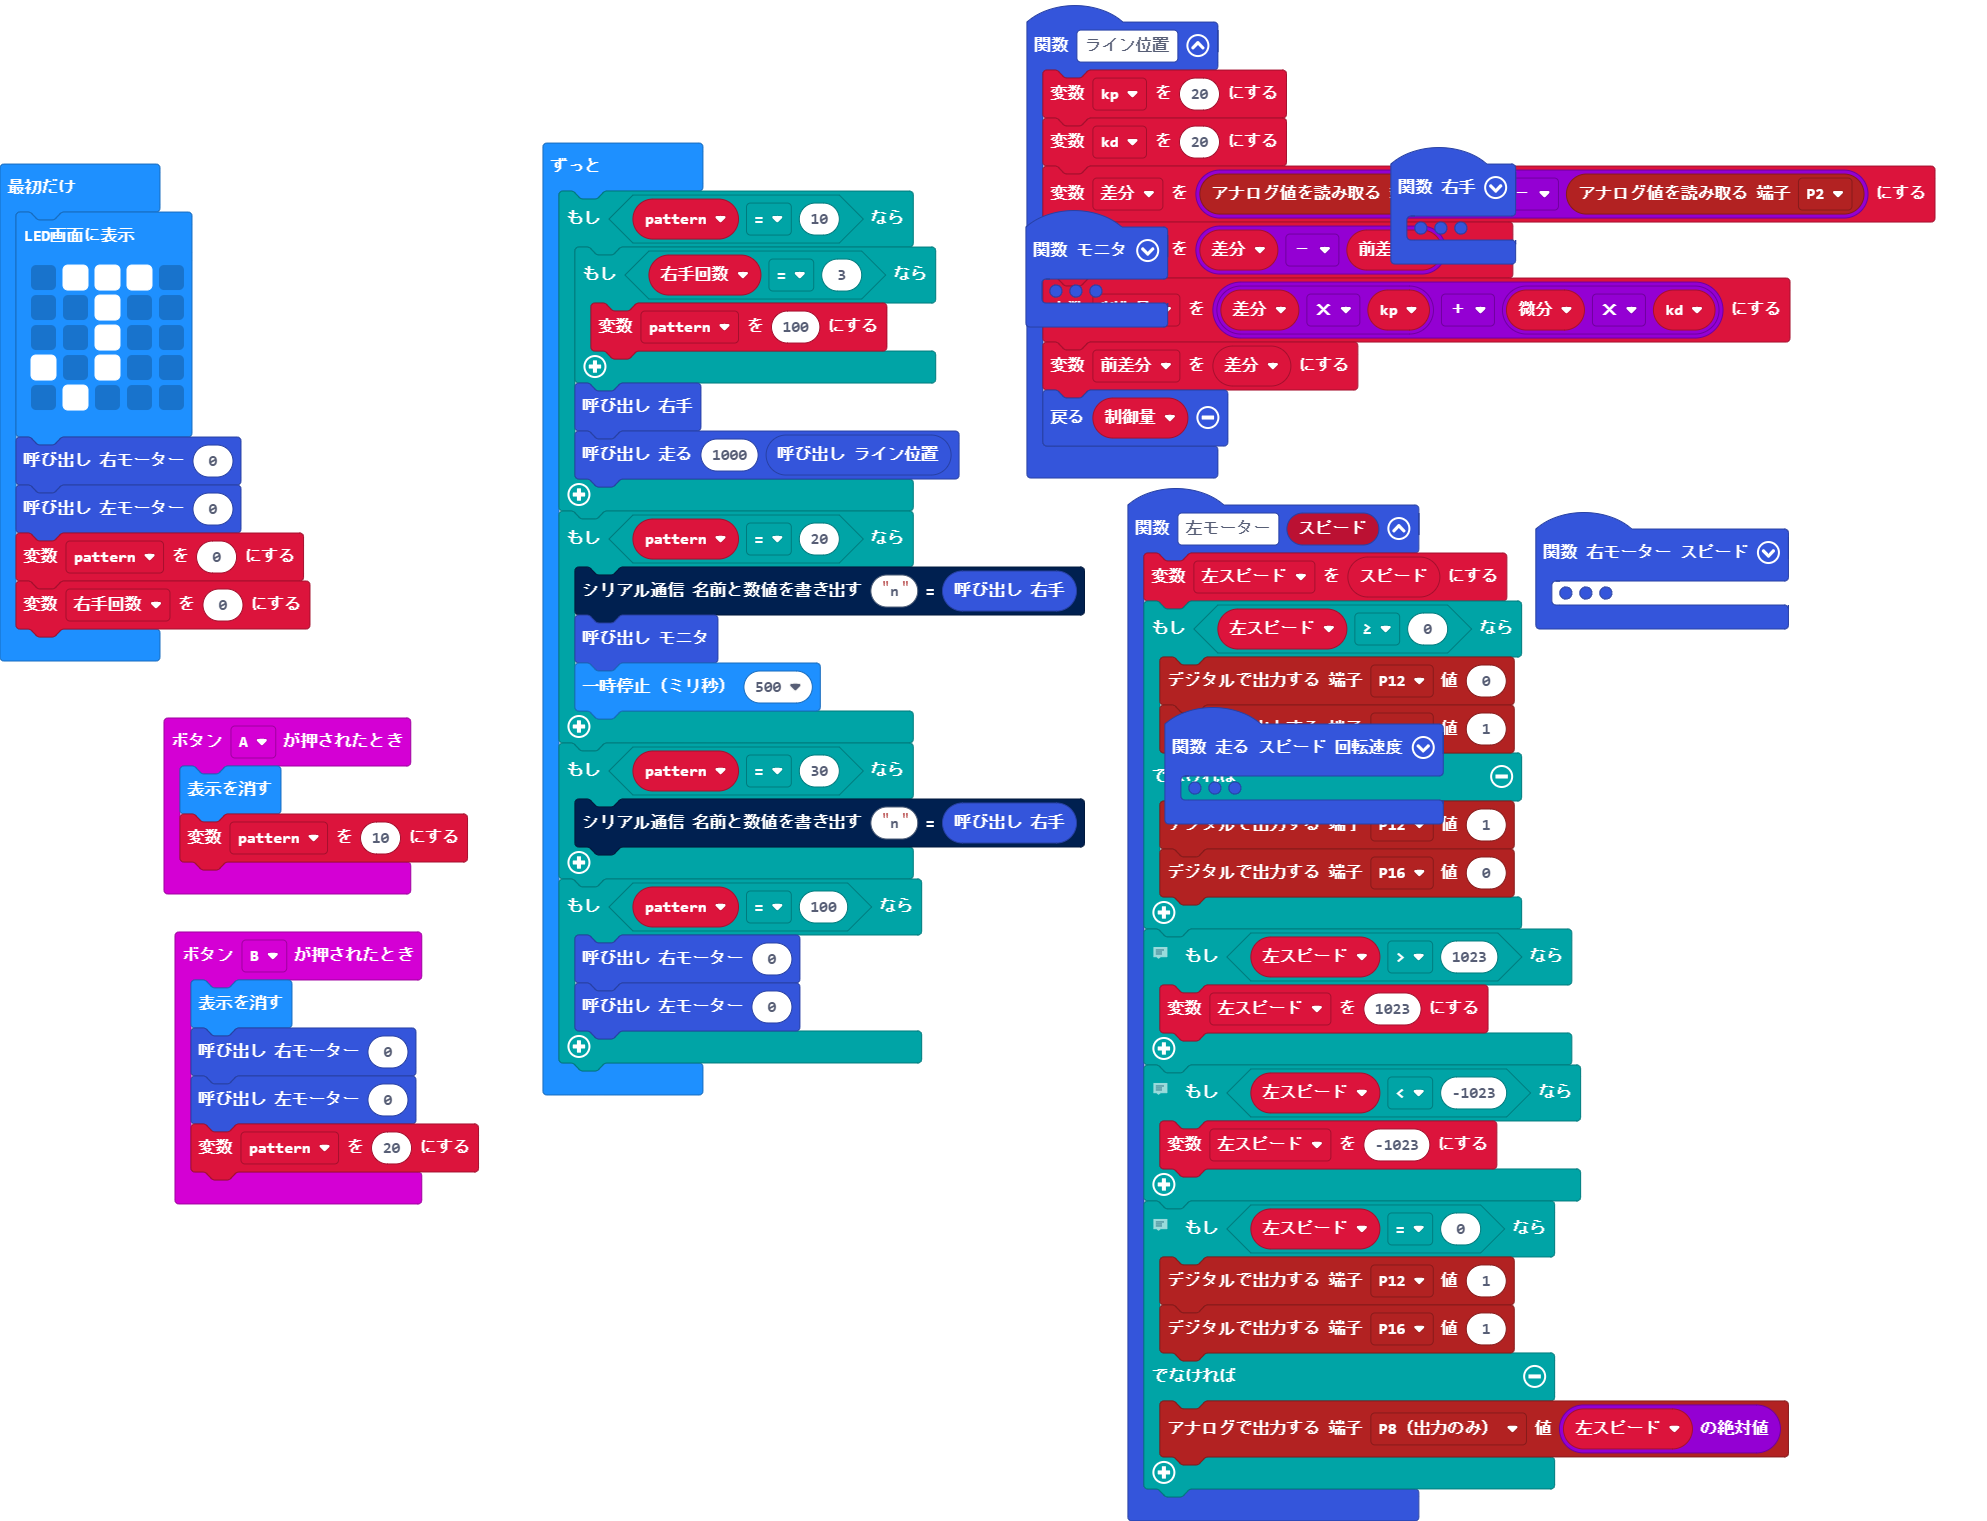 最初だけ
LED画面に表示
呼び出し 右モーター 0
呼び出し 左モーター 0
変数 pattern を 0 にする
変数 右手回数 を 0 にする
ボタン A が押されたとき
表示を消す
変数 pattern を 10 にする
ボタン B が押されたとき
表示を消す
呼び出し 右モーター 0
呼び出し 左モーター 0
変数 pattern を 20 にする
ずっと
もし pattern = 10 なら
もし 右手回数 = 3 なら
変数 pattern を 100 にする
呼び出し 右手
呼び出し 走る 1000 呼び出し ライン位置
もし pattern = 20 なら
シリアル通信 名前と数値を書き出す "n" = 呼び出し 右手
呼び出し モニタ
一時停止（ミリ秒） 500
もし pattern = 30 なら
シリアル通信 名前と数値を書き出す "n" = 呼び出し 右手
もし pattern = 100 なら
呼び出し 右モーター 0
呼び出し 左モーター 0
関数 ライン位置
変数 kp を 20 にする
変数 kd を 20 にする
変数 差分 を アナログ値を読み取る - アナログ値を読み取る 端子 P2 にする
関数 右手
関数 モニタ
を 差分 - 前差
を 差分 × kp + 微分 × kd にする
変数 前差分 を 差分 にする
戻る 制御量
関数 左モーター スピード
変数 左スピード を スピード にする
もし 左スピード ≥ 0 なら
デジタルで出力する 端子 P12 値 0
値 1
関数 走る スピード 回転速度
でなければ
デジタルで出力する 端子 P12 値 1
デジタルで出力する 端子 P16 値 0
もし 左スピード > 1023 なら
変数 左スピード を 1023 にする
もし 左スピード < -1023 なら
変数 左スピード を -1023 にする
もし 左スピード = 0 なら
デジタルで出力する 端子 P12 値 1
デジタルで出力する 端子 P16 値 1
でなければ
アナログで出力する 端子 P8（出力のみ） 値 左スピード の絶対値
関数 右モーター スピード